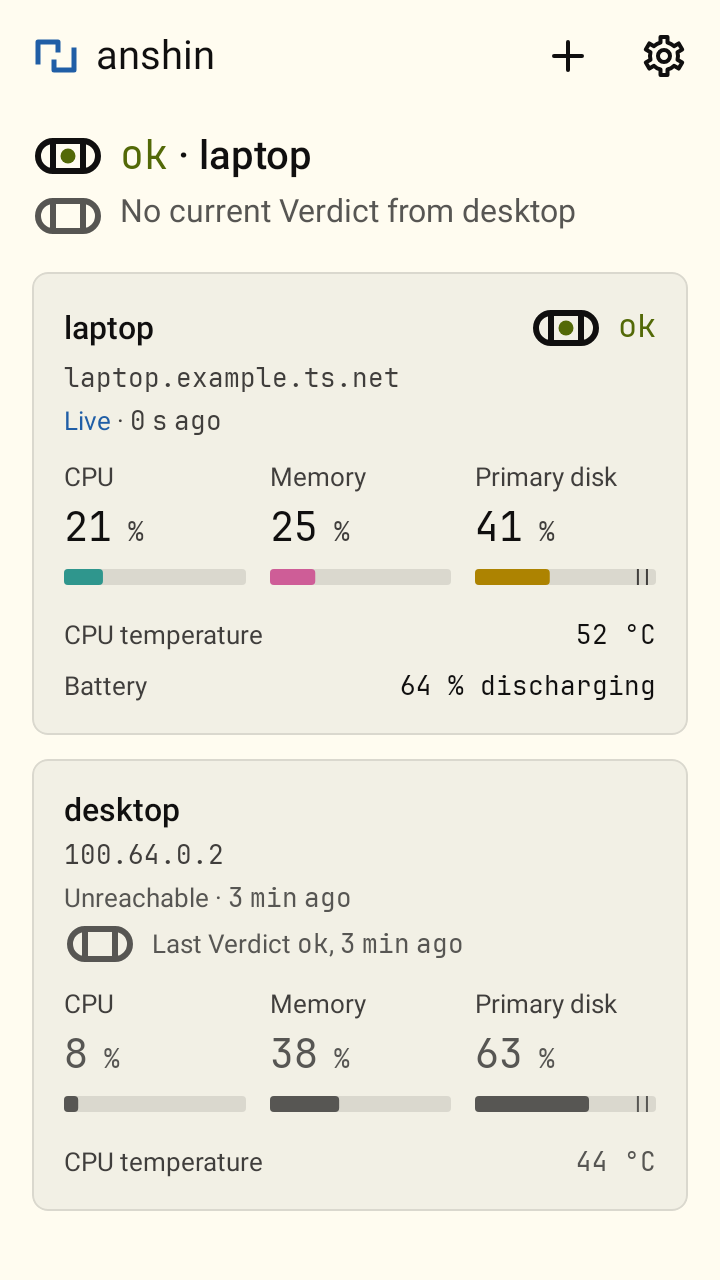 anshin
ok · laptop
No current Verdict from desktop
laptop
ok
laptop.example.ts.net
Live · 0 s ago
CPU Memory Primary disk
21 % 25 % 41 %
CPU temperature 52 °C
Battery 64 % discharging
desktop
100.64.0.2
Unreachable · 3 min ago
Last Verdict ok, 3 min ago
CPU Memory Primary disk
8 % 38 % 63 %
CPU temperature 44 °C